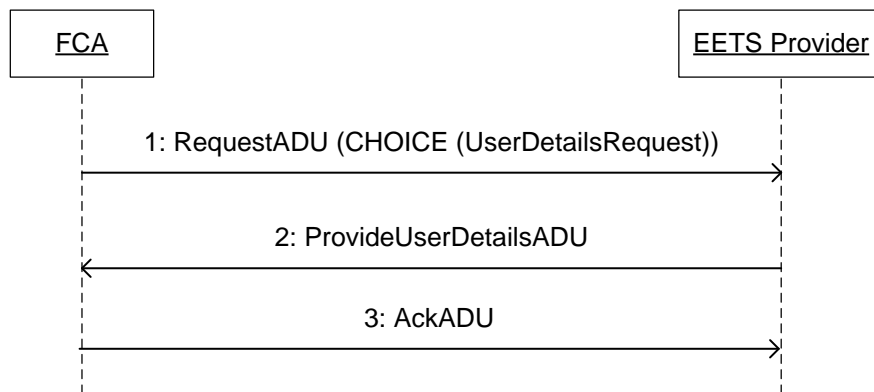 FCA
EETS Provider
1: RequestADU (CHOICE (UserDetailsRequest))
2: ProvideUserDetailsADU
3: AckADU